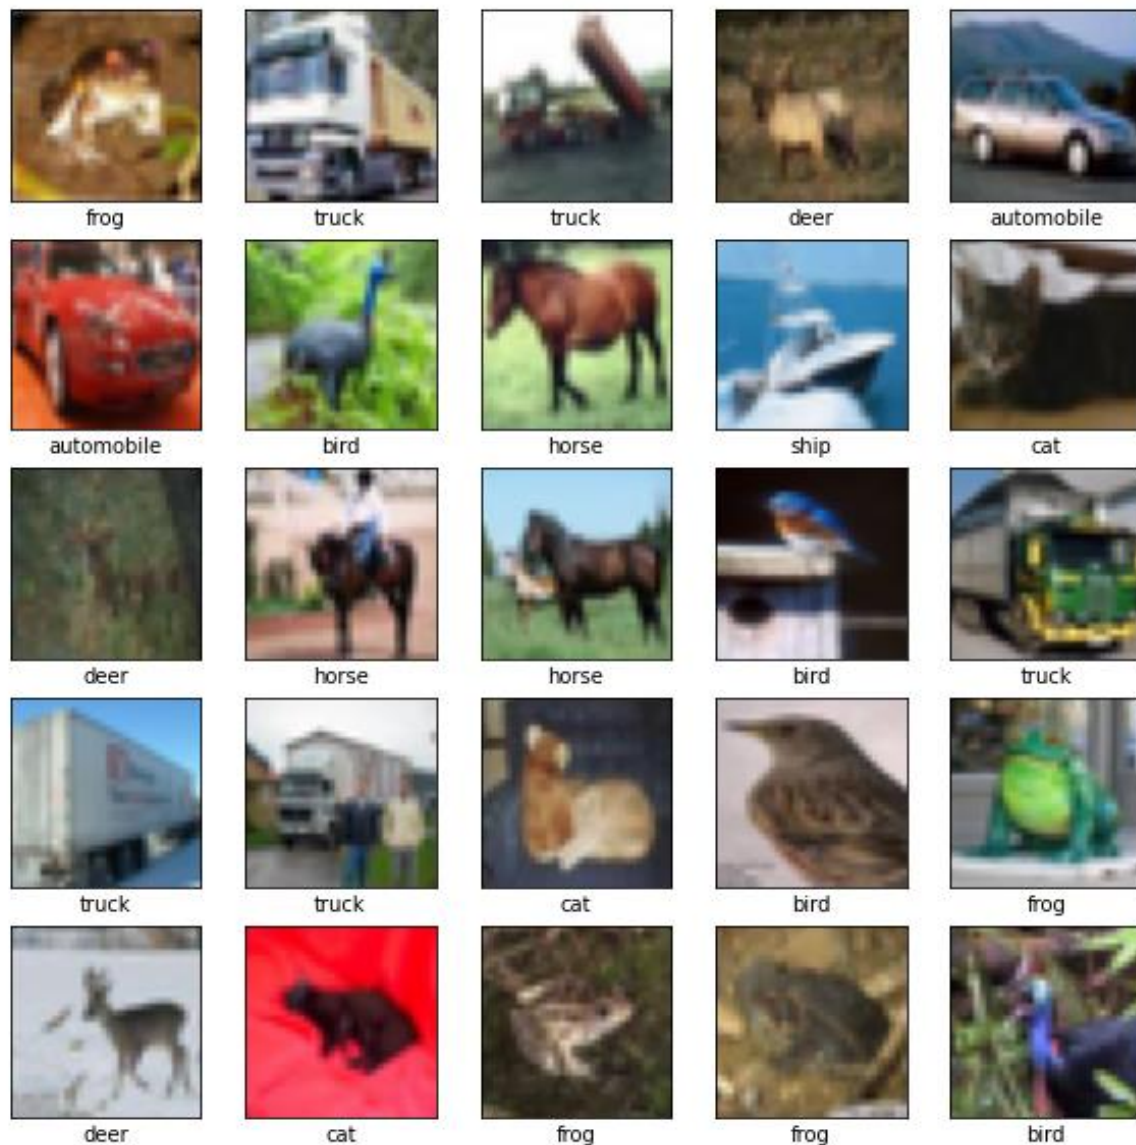 frog truck truck deer automobile
automobile bird horse ship cat
deer horse horse bird truck
truck truck cat bird frog
deer cat frog frog bird